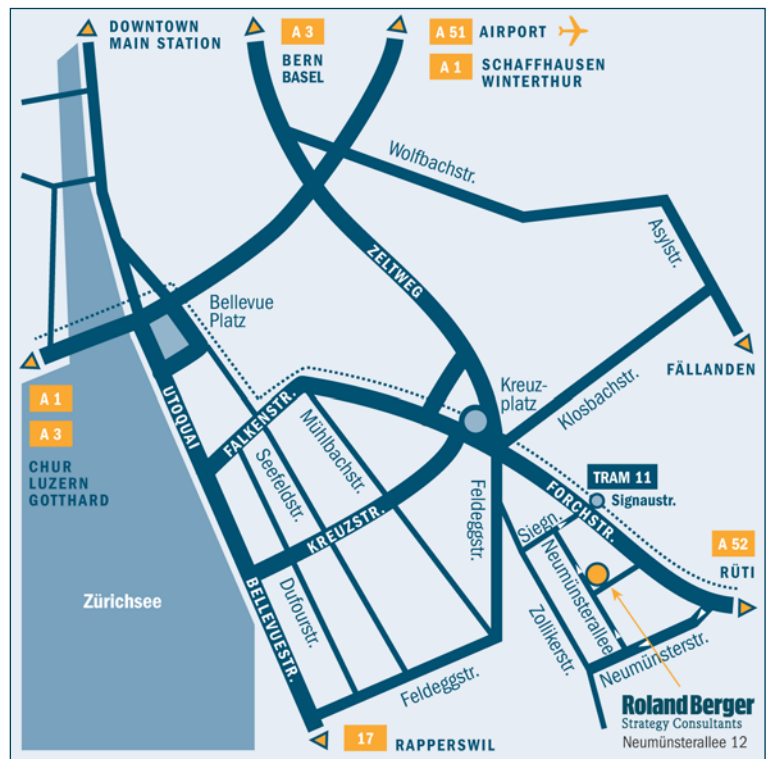 DOWNTOWN
MAIN STATION
A 3
BERN
BASEL
A 51 AIRPORT
A 1 SCHAFFHAUSEN
WINTERTHUR
Wolfbachstr.
Asylstr.
ZELTWEG
Bellevue
Platz
FÄLLANDEN
A 1
A 3
CHUR
LUZERN
GOTTHARD
UTOQUAI
FALKENSTR.
Mühlbachstr.
Seefeldstr.
Kreuz-
platz
Klosbachstr.
KREUZSTR.
Feldeggstr.
TRAM 11
Signaustr.
FORCHSTR.
Siegn.
Neumünsterallee
A 52
RÜTI
Zürichsee
BELLEVUESTR.
Dufourstr.
Zollikerstr.
Neumünsterstr.
Feldeggstr.
Roland Berger
Strategy Consultants
Neumünsterallee 12
17 RAPPERSWIL